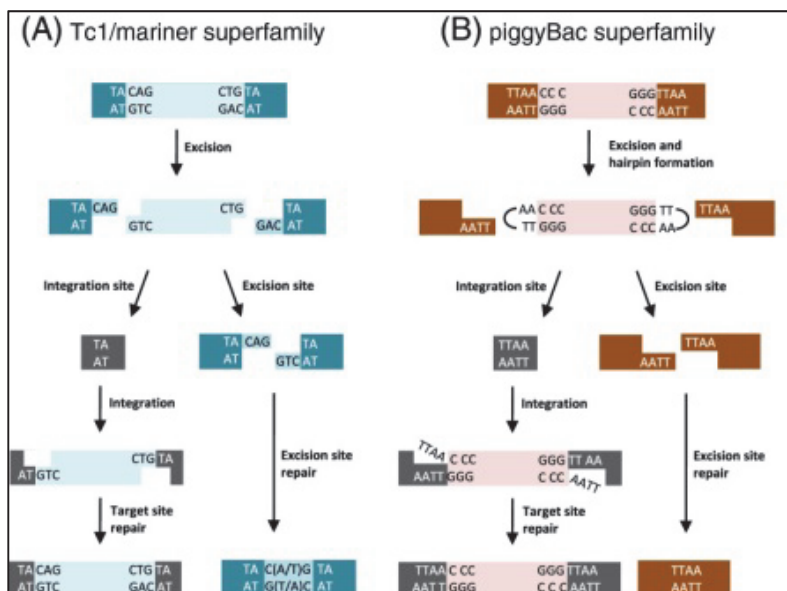 (A) Tc1/mariner superfamily
TA CAG CTG TA
AT GTC GAC AT
Excision
TA CAG CTG TA
AT GTC GAC AT
Integration site Excision site
TA
AT
TA CAG TA
AT GTC AT
Integration
CTG TA
AT GTC
Excision site
repair
Target site
repair
TA CAG CTG TA
AT GTC GAC AT
TA C(A/T)G TA
AT G(T/A)C AT
(B) piggyBac superfamily
TTAA CC C GGG TTAA
AATT GGG C CC AATT
Excision and
hairpin formation
AA C CC GGG TT TTAA
AATT TT GGG C CC AA
Integration site Excision site
TTAA
AATT
TTAA
AATT
Integration
TTAA C CC GGG TT AA
AATT GGG C CC AATT
Excision site
repair
Target site
repair
TTAA C CC GGG TTAA
AAT T GGG C C C AATT
TTAA
AATT